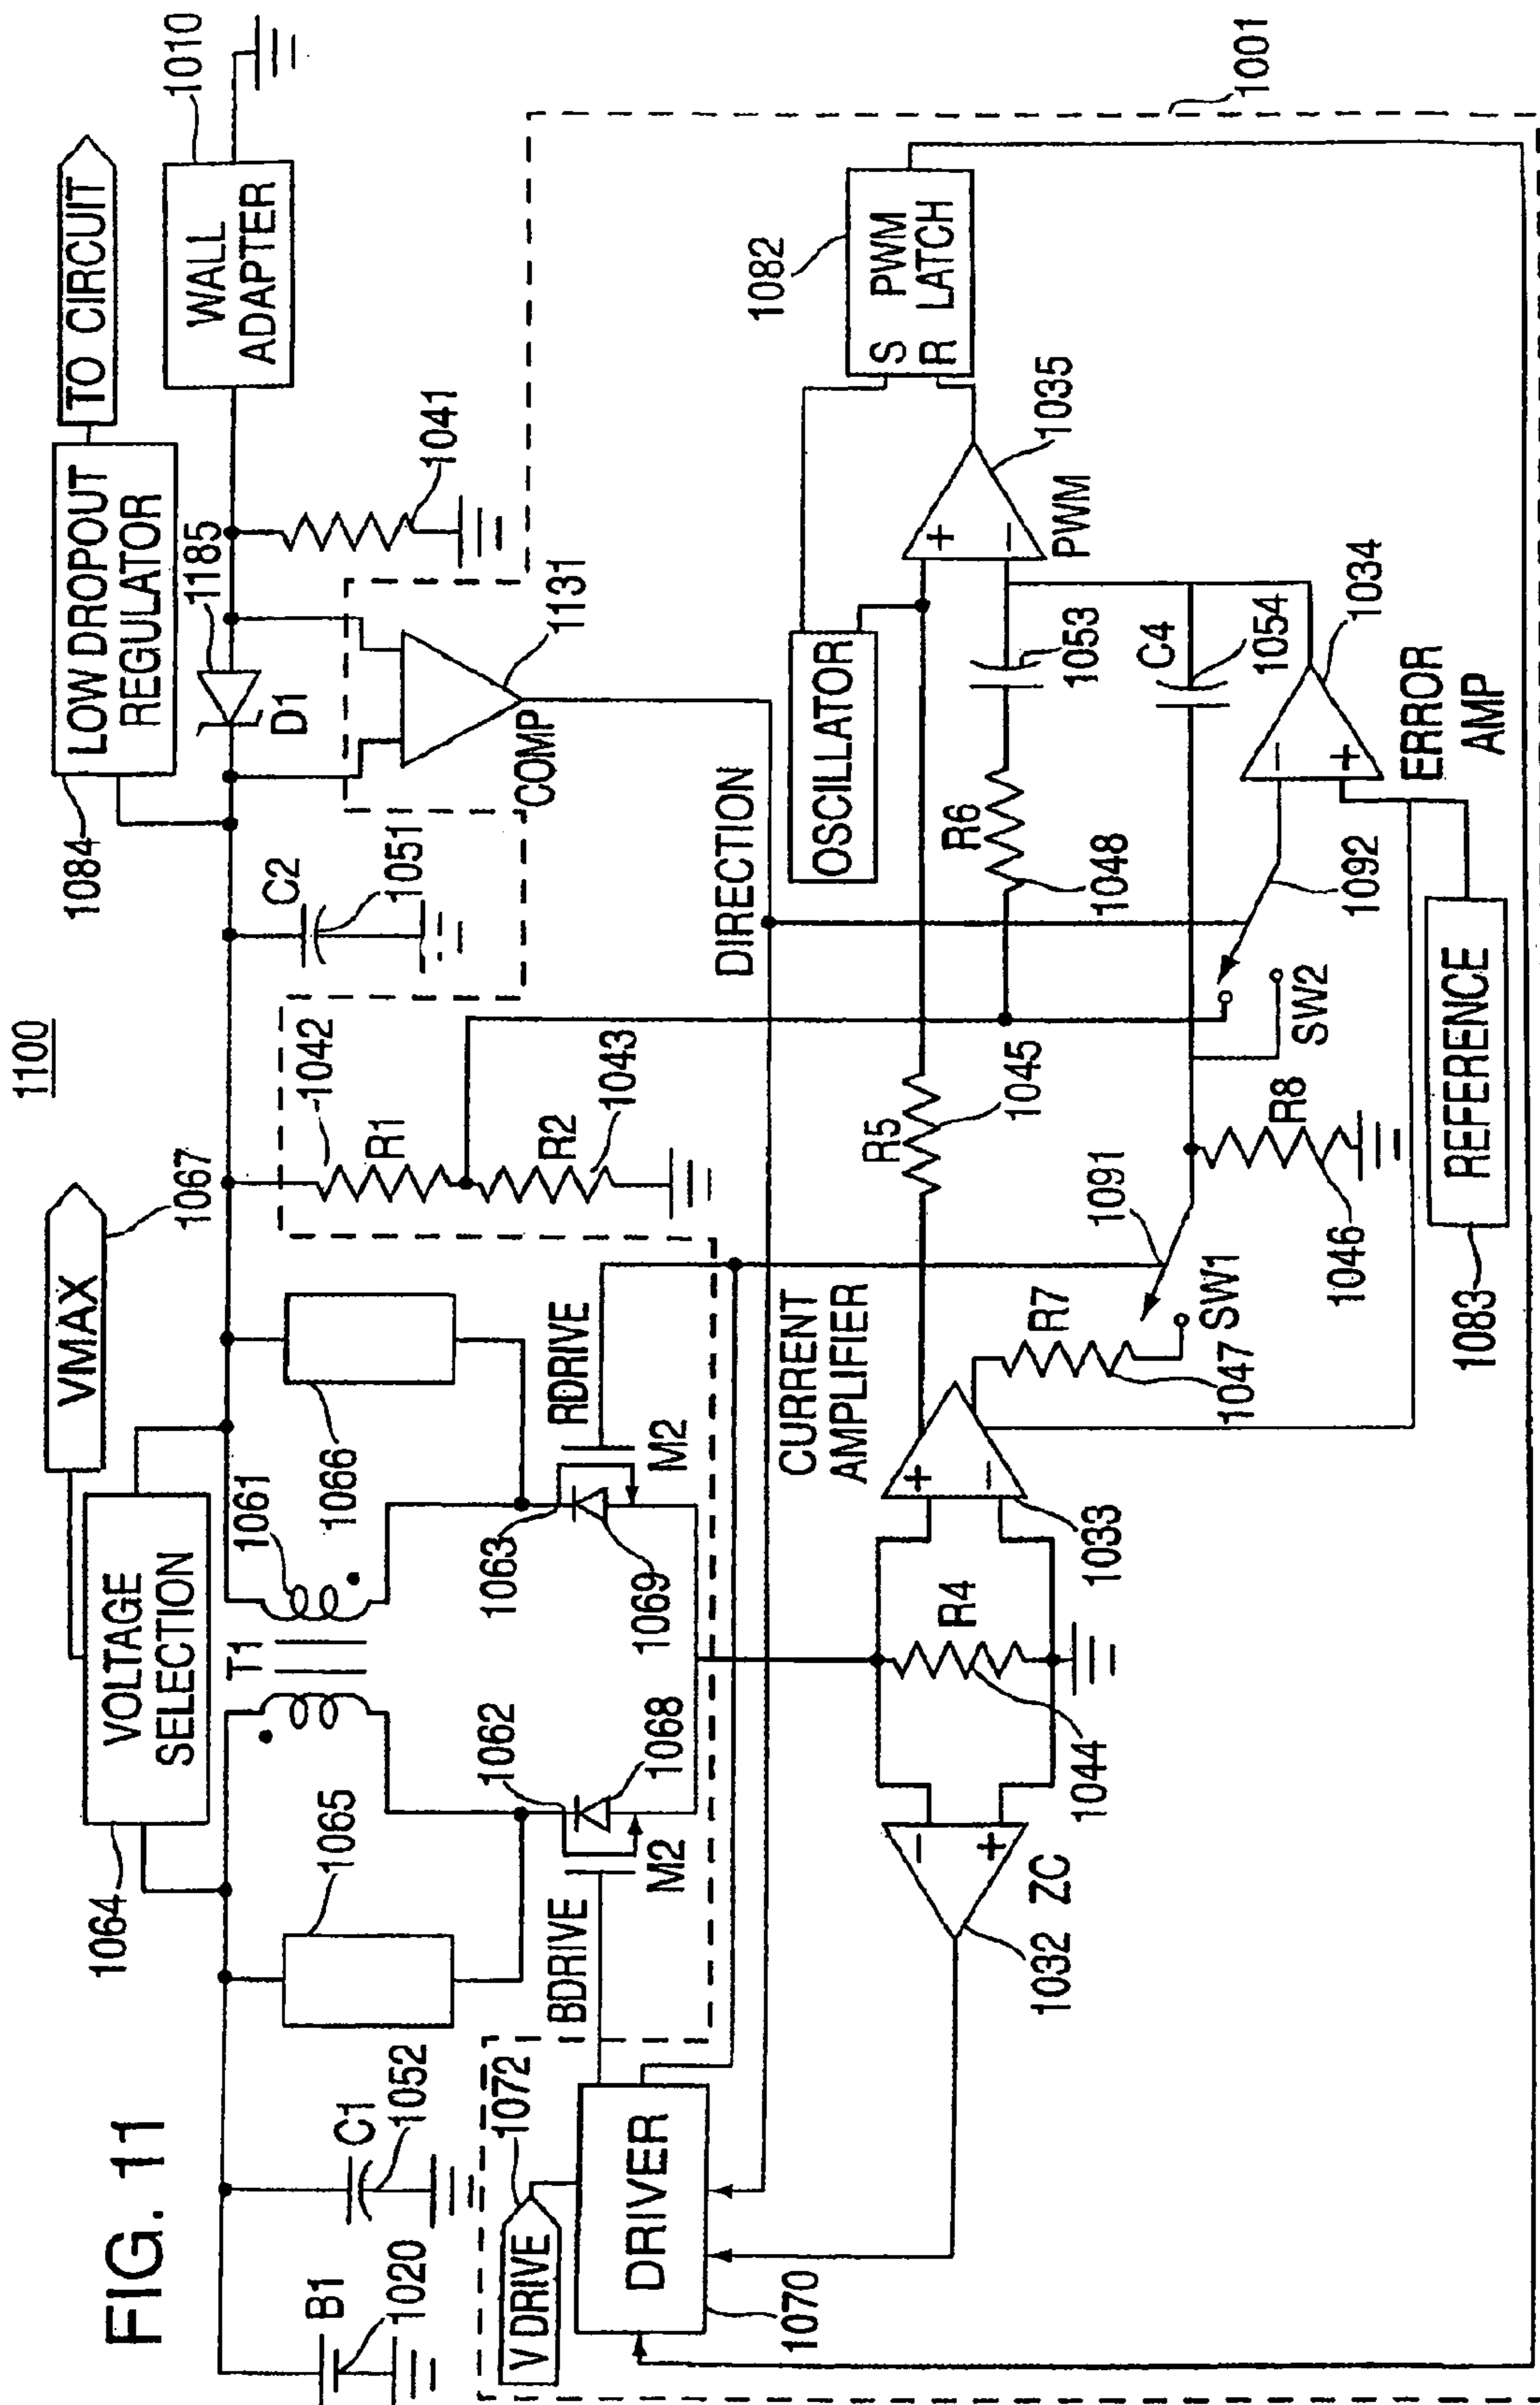 FIG. 11
1100
VMAX
1067
VOLTAGE
SELECTION
1064
LOW DROPOUT
REGULATOR
1084
TO CIRCUIT
WALL
ADAPTER
1010
B1
1020
C1
1052
1065
T1
1061
1066
1042
R1
R2
1043
C2
1051
1185
D1
1041
1131
COMP
1001
V DRIVE
1072
BDRIVE
M2
1062
1068
1063
1069
M2
RDRIVE
DRIVER
1070
DIRECTION
CURRENT
AMPLIFIER
+
−
1033
R4
1044
−
+
1032 ZC
R5
1045
R7
1047
SW1
1091
R8
1046
SW2
1092
OSCILLATOR
R6
1048
1053
C4
1054
+
−
PWM
1035
1082
S PWM
R LATCH
−
+
1034
ERROR
AMP
REFERENCE
1083